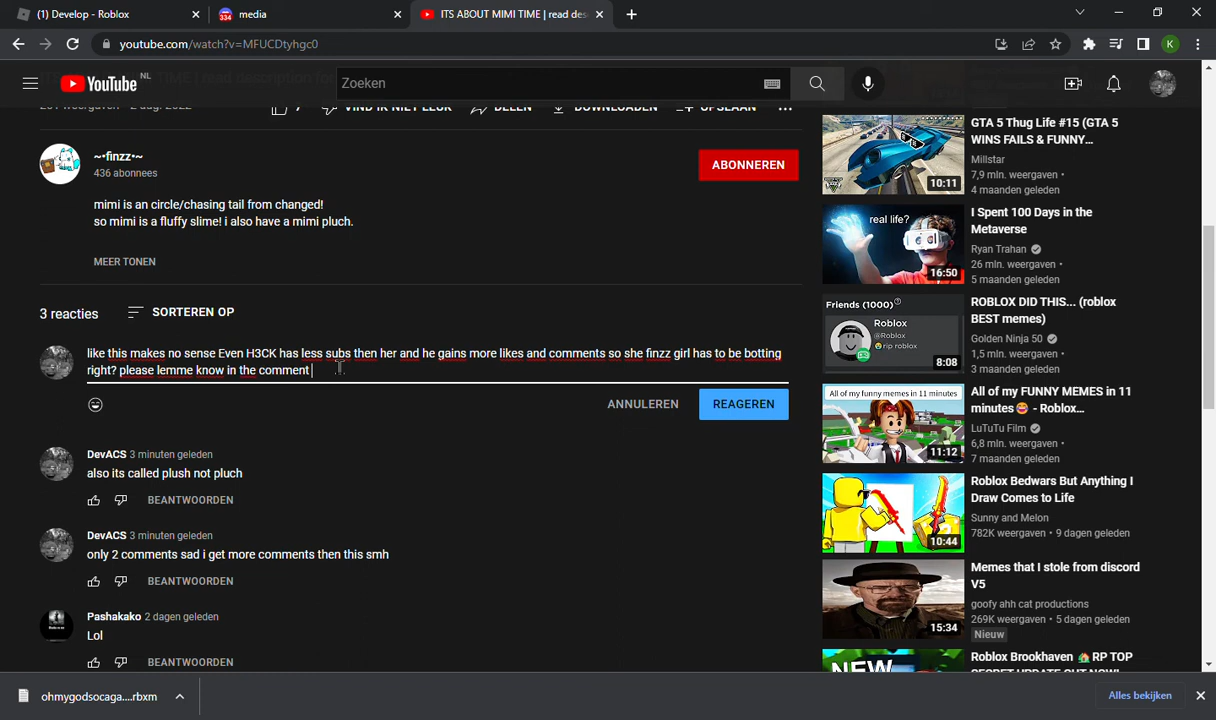 (1) Develop - Roblox
334
media
ITS ABOUT MIMI TIME | read des
youtube.com/watch?v=MFUCDtyhgc0
K
YouTube NL
Zoeken
VIND IK NIET LEUK
DELEN
DOWNLOADEN
OPSLAAN
~•finzz•~
436 abonnees
ABONNEREN
mimi is an circle/chasing tail from changed!
so mimi is a fluffy slime! i also have a mimi pluch.
MEER TONEN
3 reacties
SORTEREN OP
like this makes no sense Even H3CK has less subs then her and he gains more likes and comments so she finzz girl has to be botting
right? please lemme know in the comment
ANNULEREN
REAGEREN
DevACS 3 minuten geleden
also its called plush not pluch
BEANTWOORDEN
DevACS 3 minuten geleden
only 2 comments sad i get more comments then this smh
BEANTWOORDEN
Pashakako 2 dagen geleden
Lol
BEANTWOORDEN
10:11
GTA 5 Thug Life #15 (GTA 5
WINS FAILS & FUNNY…
Millstar
7,9 mln. weergaven •
4 maanden geleden
real life?
16:50
I Spent 100 Days in the
Metaverse
Ryan Trahan
26 mln. weergaven •
5 maanden geleden
Friends (1000)
Roblox
@Roblox
rip roblox
8:08
ROBLOX DID THIS... (roblox
BEST memes)
Golden Ninja 50
1,5 mln. weergaven •
3 maanden geleden
All of my funny memes in 11 minutes
11:12
All of my FUNNY MEMES in 11
minutes😂 - Roblox…
LuTuTu Film
6,8 mln. weergaven •
7 maanden geleden
10:44
Roblox Bedwars But Anything I
Draw Comes to Life
Sunny and Melon
782K weergaven • 9 dagen geleden
15:34
Memes that I stole from discord
V5
goofy ahh cat productions
269K weergaven • 5 dagen geleden
Nieuw
NEW
Roblox Brookhaven 🏡RP TOP
ohmygodsocaga....rbxm
Alles bekijken